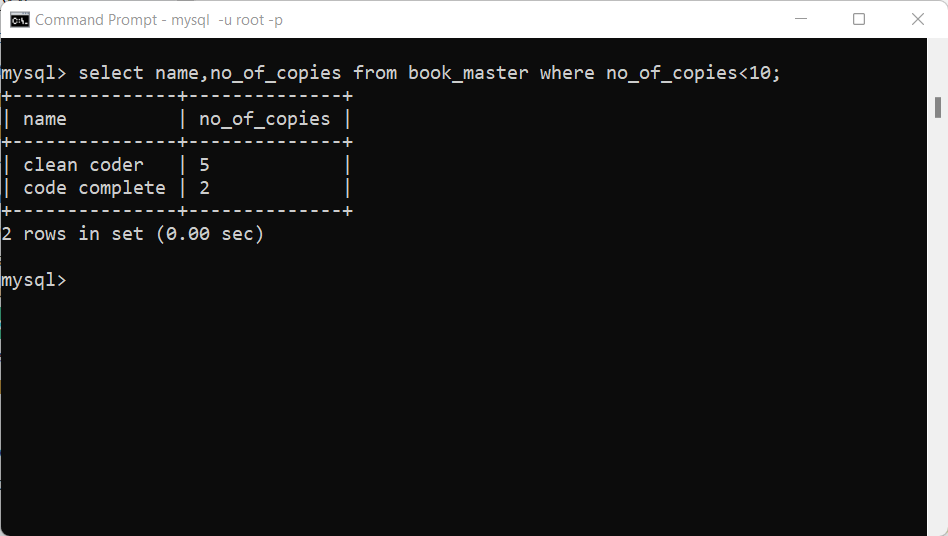 Command Prompt - mysql  -u root -p
mysql> select name,no_of_copies from book_master where no_of_copies<10;
+---------------+--------------+
| name          | no_of_copies |
+---------------+--------------+
| clean coder   | 5            |
| code complete | 2            |
+---------------+--------------+
2 rows in set (0.00 sec)
mysql>